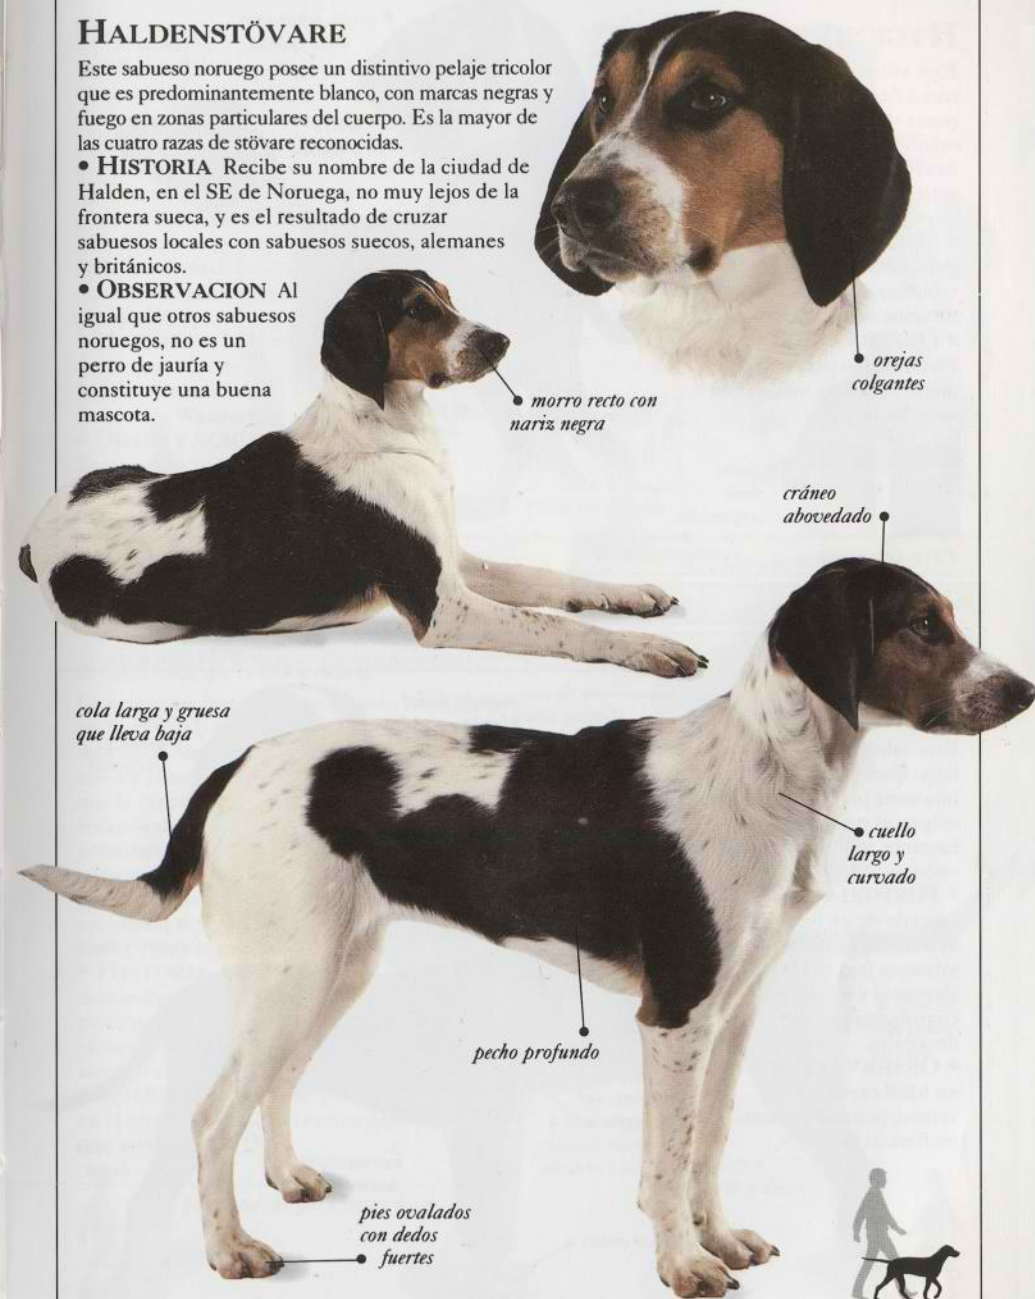 HALDENSTÖVARE
Este sabueso noruego posee un distintivo pelaje tricolor
que es predominantemente blanco, con marcas negras y
fuego en zonas particulares del cuerpo. Es la mayor de
las cuatro razas de stövare reconocidas.
• HISTORIA Recibe su nombre de la ciudad de
Halden, en el SE de Noruega, no muy lejos de la
frontera sueca, y es el resultado de cruzar
sabuesos locales con sabuesos suecos, alemanes
y británicos.
• OBSERVACION Al
igual que otros sabuesos
noruegos, no es un
perro de jauría y
constituye una buena
mascota.
orejas
colgantes
morro recto con
nariz negra
cráneo
abovedado
cola larga y gruesa
que lleva baja
cuello
largo y
curvado
pecho profundo
pies ovalados
con dedos
fuertes